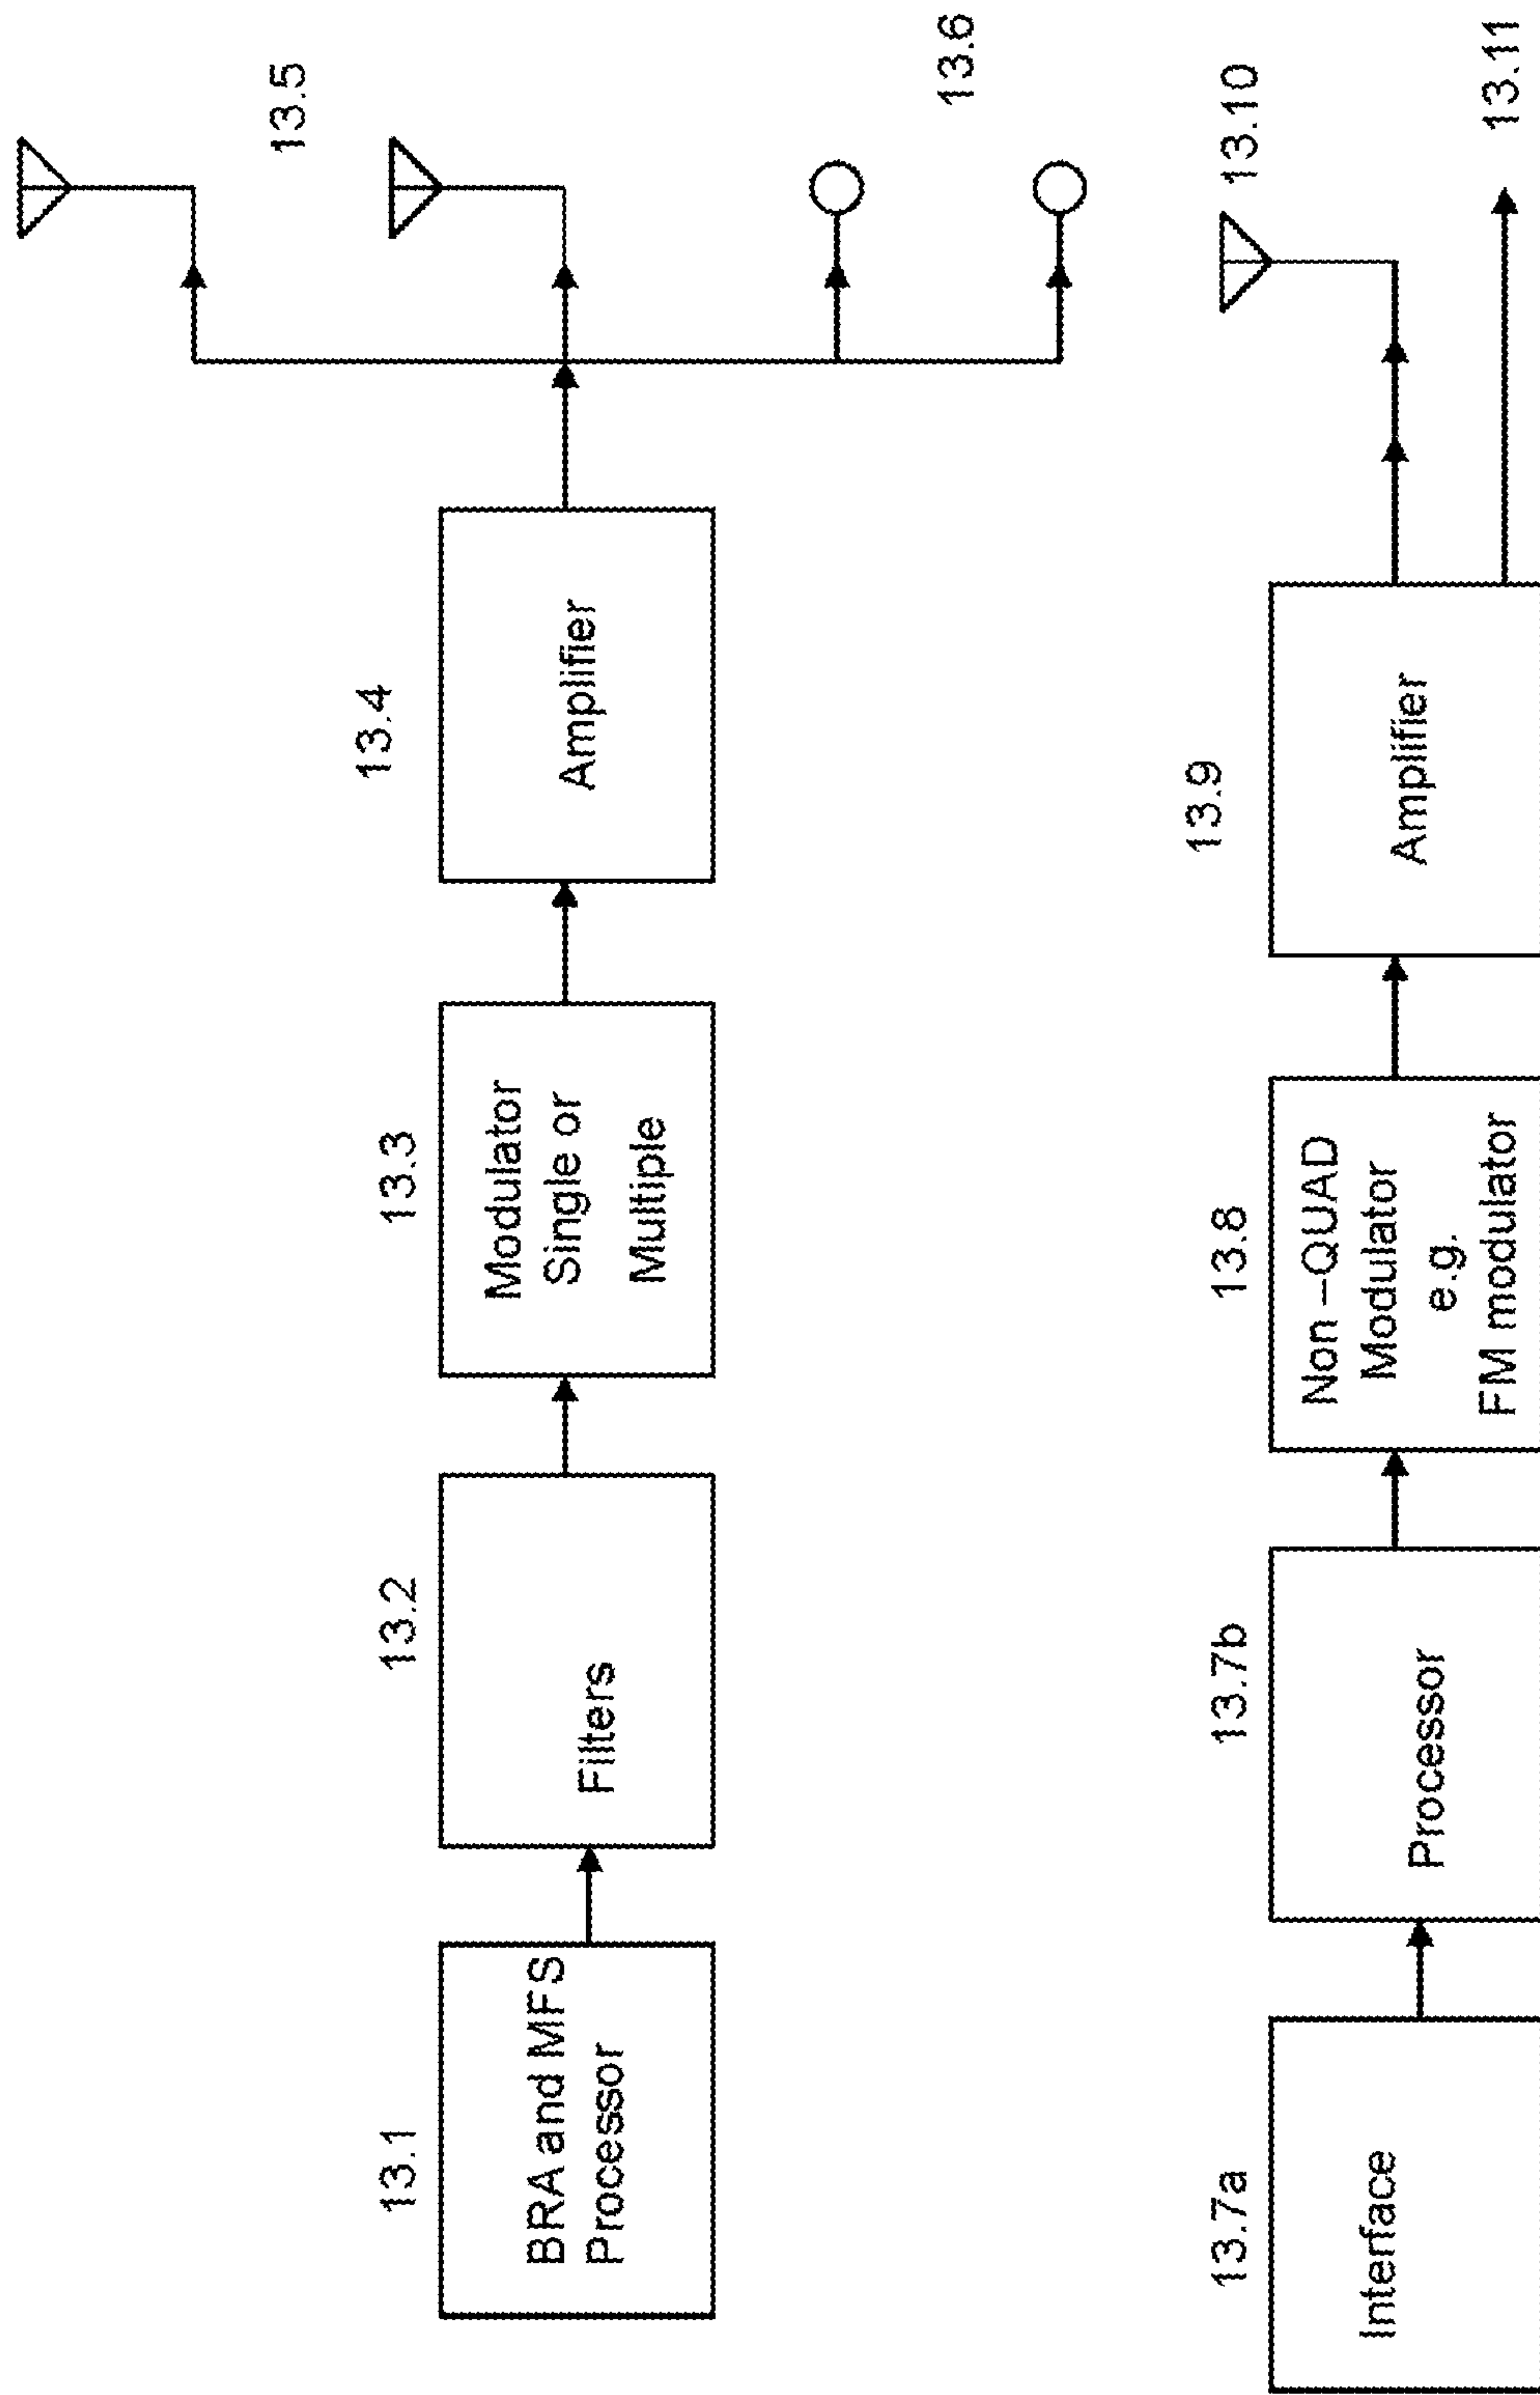 13.1
BRA and MFS
Processor
13.2
Filters
13.3
Modulator
Single or
Multiple
13.4
Amplifier
13.5
13.6
13.7a
Interface
13.7b
Processor
13.8
Non –QUAD
Modulator
e.g.
FM modulator
13.9
Amplifier
13.10
13.11